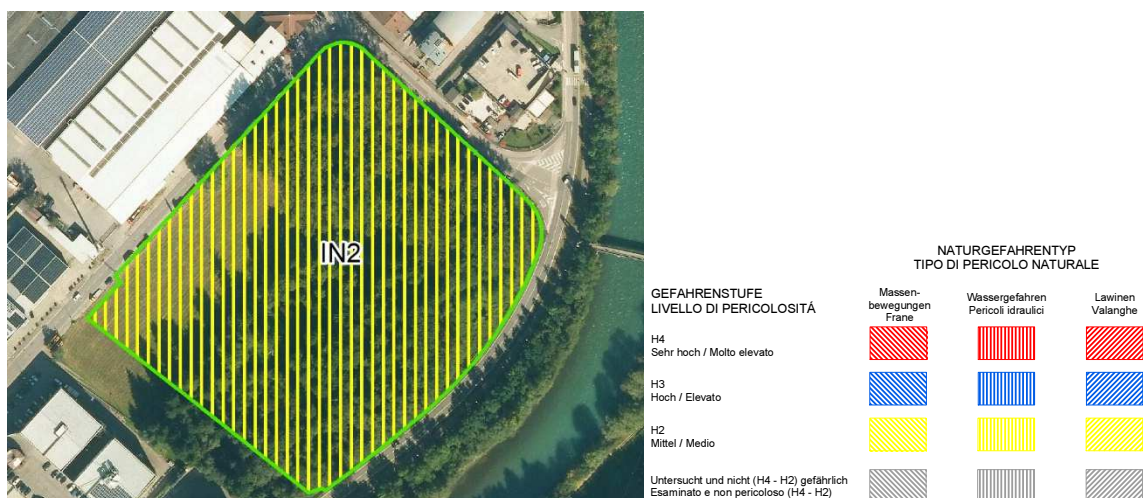 IN2
NATURGEFAHRENTYP
TIPO DI PERICOLO NATURALE
GEFAHRENSTUFE
LIVELLO DI PERICOLOSITÁ
Massen-
bewegungen
Frane
Wassergefahren
Pericoli idraulici
Lawinen
Valanghe
H4
Sehr hoch / Molto elevato
H3
Hoch / Elevato
H2
Mittel / Medio
Untersucht und nicht (H4 - H2) gefährlich
Esaminato e non pericoloso (H4 - H2)